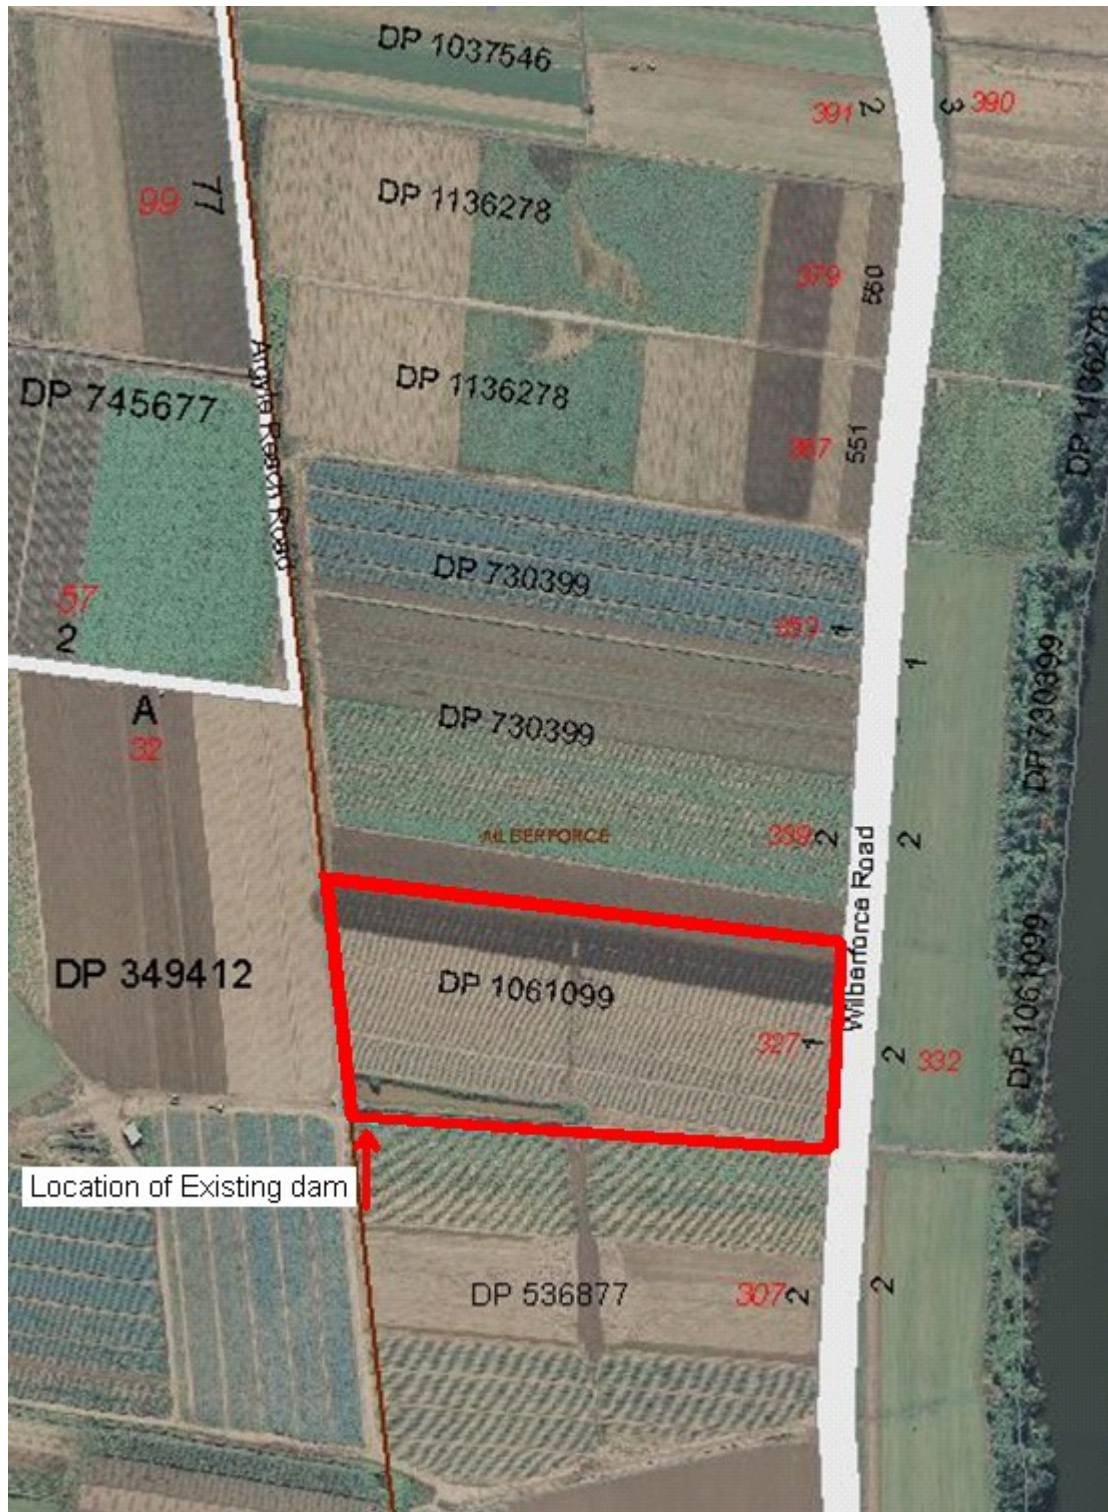 DP 1037546
391
2
3
390
99
77
DP 1136278
379
560
DP 1136278
Argyle Reach Road
DP 745677
DP 1136278
367
551
DP 730399
57
2
353
1
1
DP 730399
A
32
DP 730399
WILBERFORCE
339
2
2
Wilberforce Road
DP 349412
DP 1061099
DP 1061099
327
1
2
332
Location of Existing dam
DP 536877
307
2
2